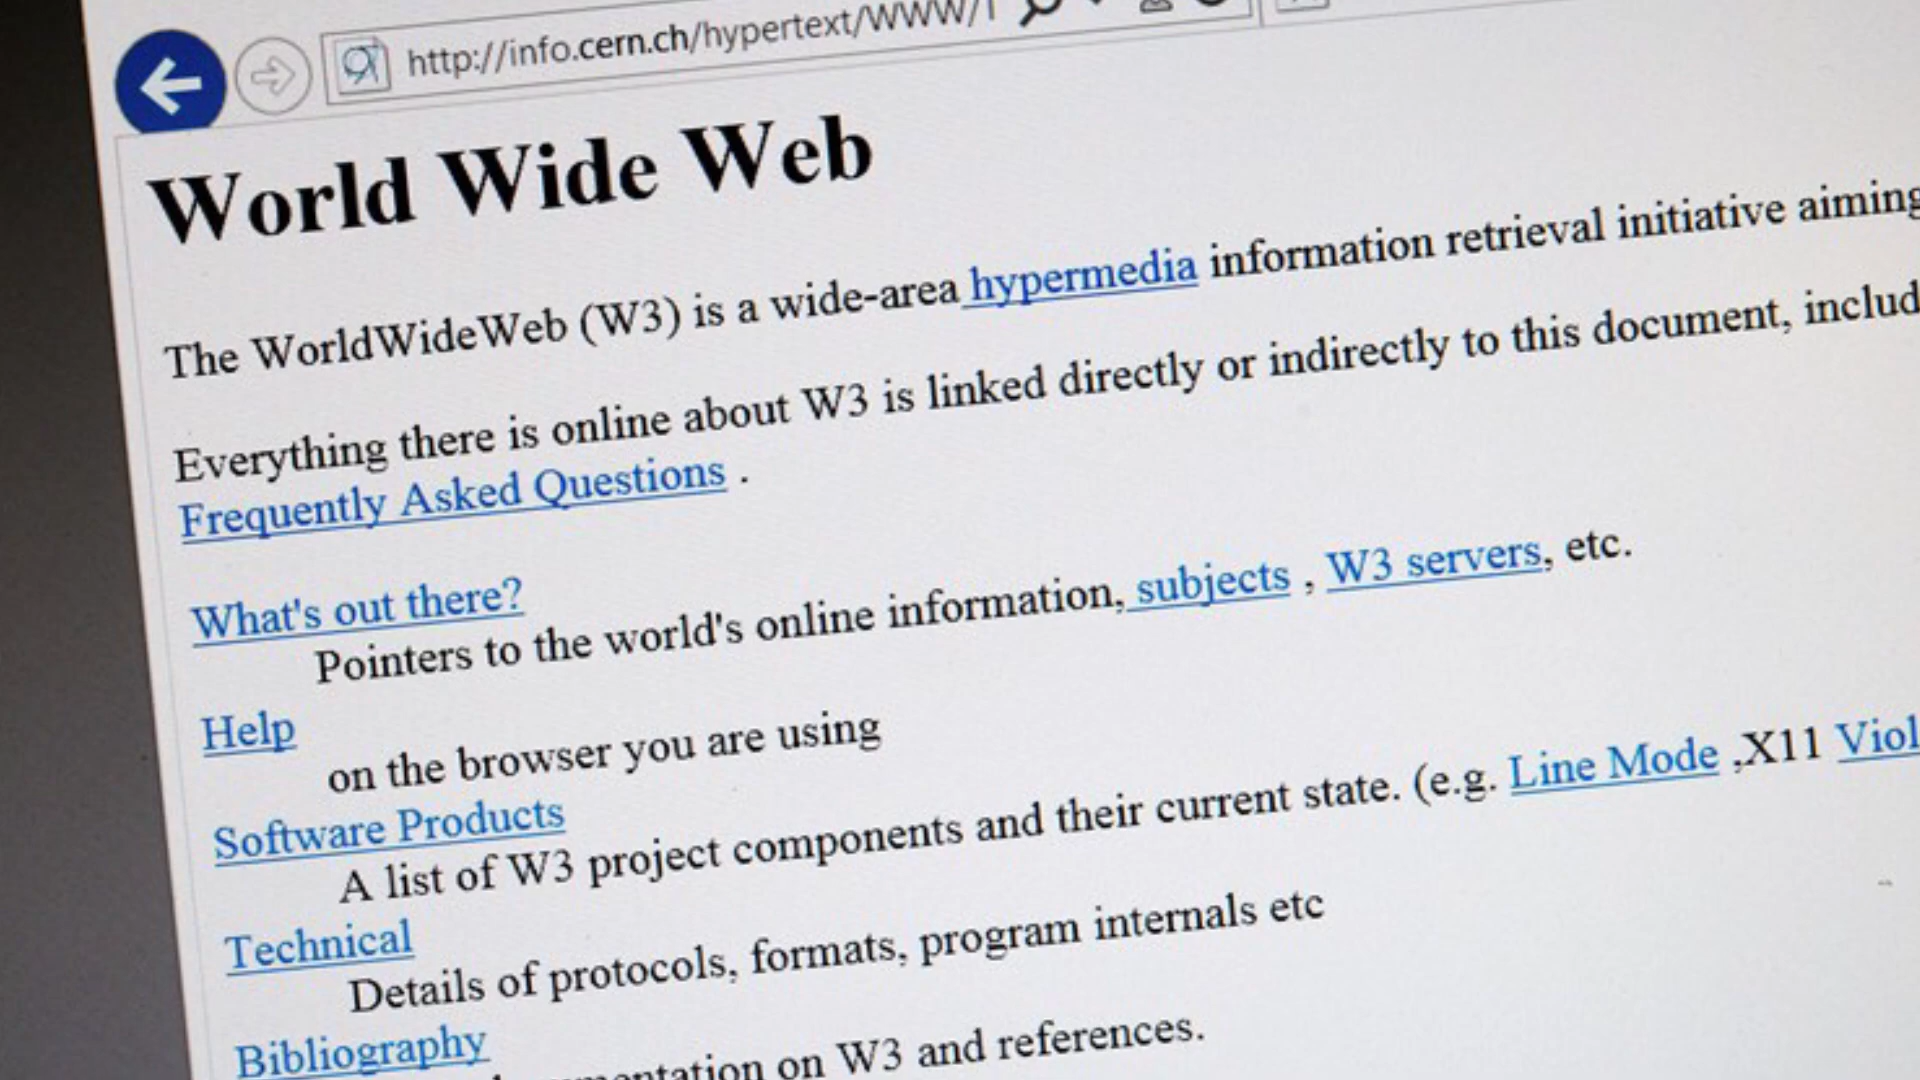 http://info.cern.ch/hypertext/WWW/
World Wide Web
The WorldWideWeb (W3) is a wide-area hypermedia information retrieval initiative aiming
Everything there is online about W3 is linked directly or indirectly to this document, includ
Frequently Asked Questions .
What's out there?
Pointers to the world's online information, subjects , W3 servers, etc.
Help
on the browser you are using
Software Products
A list of W3 project components and their current state. (e.g. Line Mode ,X11 Viol
Technical
Details of protocols, formats, program internals etc
Bibliography
on W3 and references.